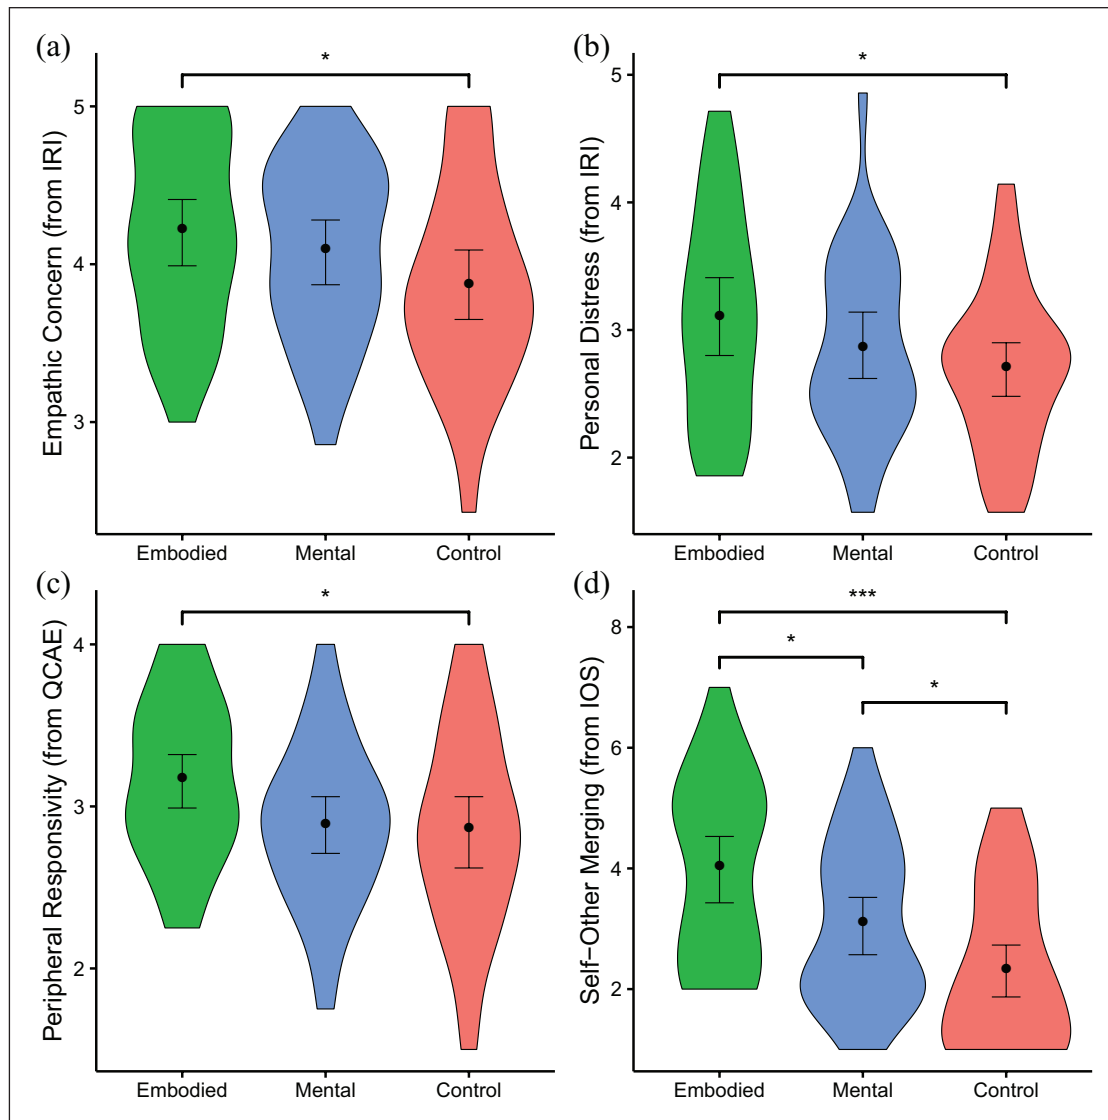 (a)
*
Empathic Concern (from IRI)
5
4
3
Embodied Mental Control
(b)
*
Personal Distress (from IRI)
5
4
3
2
Embodied Mental Control
(c)
*
Peripheral Responsivity (from QCAE)
4
3
2
Embodied Mental Control
(d)
***
*
*
Self−Other Merging (from IOS)
8
6
4
2
Embodied Mental Control